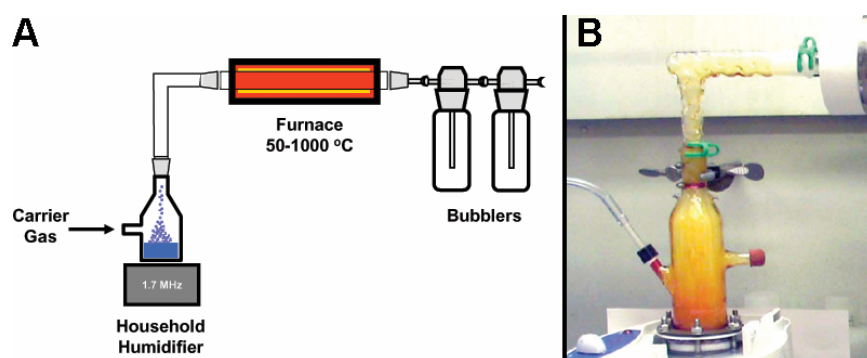 A
B
Furnace
50-1000 °C
Bubblers
Carrier
Gas
1.7 MHz
Household
Humidifier